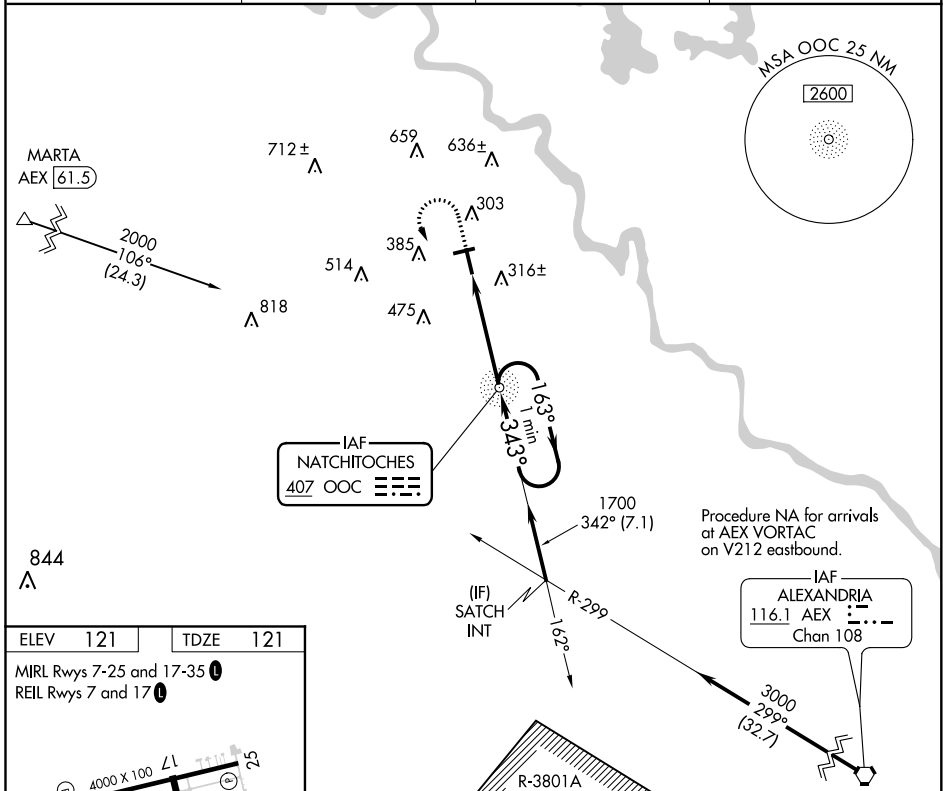 MSA OOC 25 NM
2600
MARTA
AEX 61.5
2000
106°
(24.3)
712±
659
636±
303
385
514
316±
818
475
163°
1 min
343°
IAF
NATCHITOCHES
407 OOC
1700
342° (7.1)
Procedure NA for arrivals
at AEX VORTAC
on V212 eastbound.
844
(IF)
SATCH
INT
R-299
162°
IAF
ALEXANDRIA
116.1 AEX
Chan 108
3000
299°
(32.7)
ELEV 121
TDZE 121
MIRL Rwys 7-25 and 17-35 L
REIL Rwys 7 and 17 L
17
25
4000 X 100
P
R-3801A